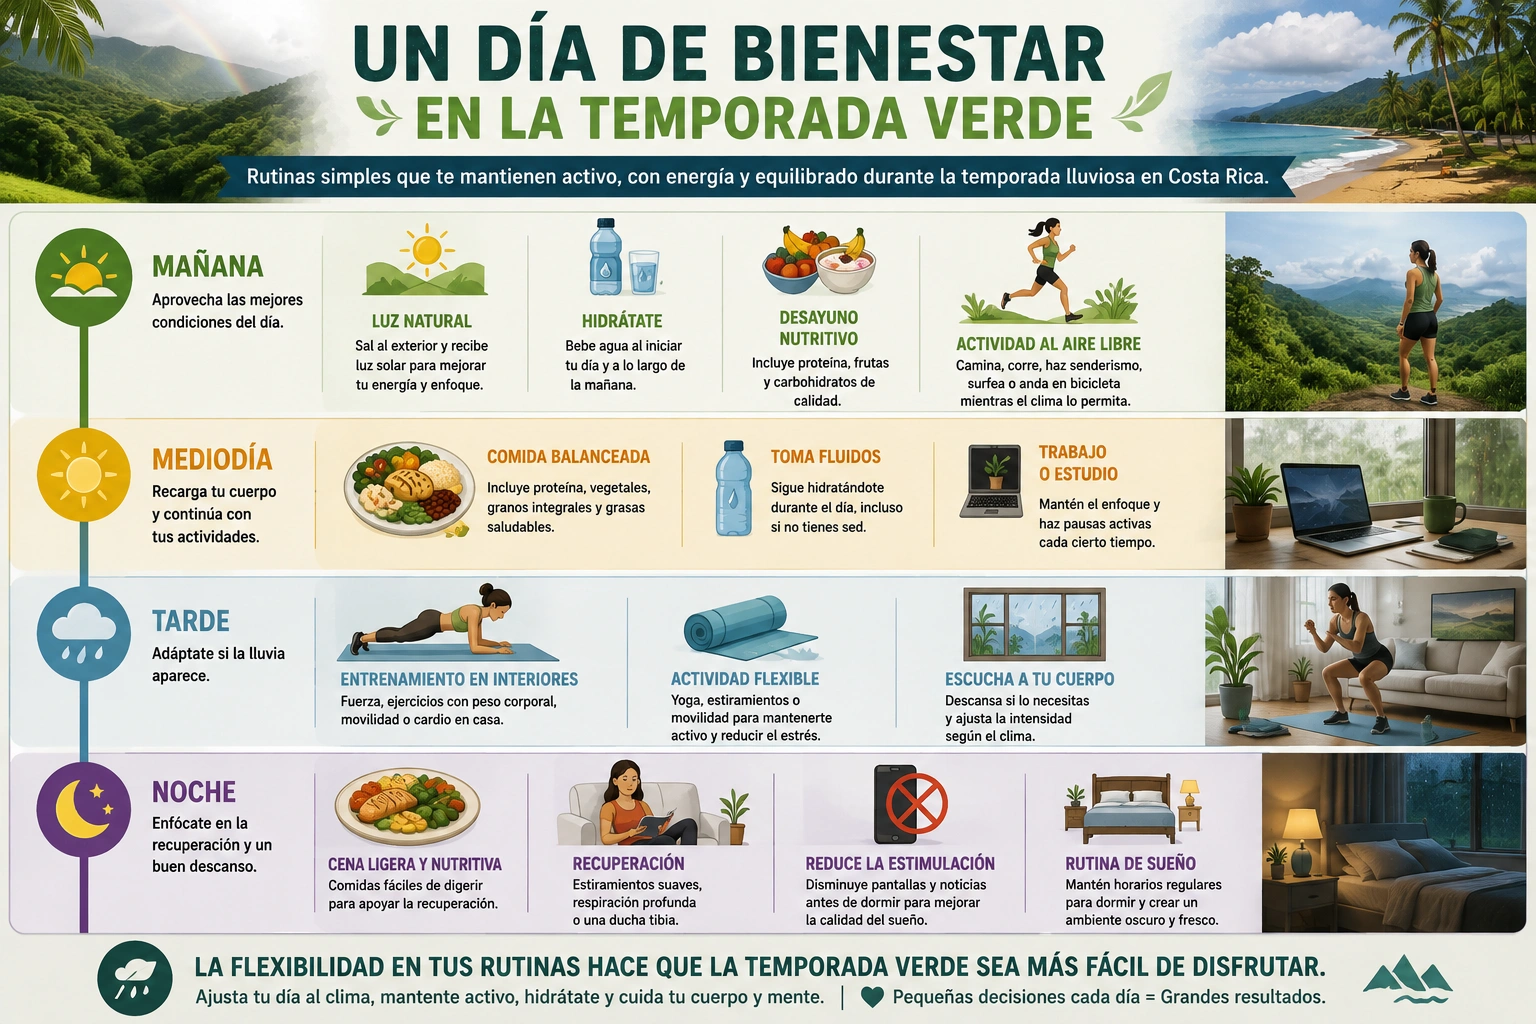 UN DÍA DE BIENESTAR
EN LA TEMPORADA VERDE
Rutinas simples que te mantienen activo, con energía y equilibrado durante la temporada lluviosa en Costa Rica.
MAÑANA
Aprovecha las mejores
condiciones del día.
LUZ NATURAL
Sal al exterior y recibe
luz solar para mejorar
tu energía y enfoque.
HIDRÁTATE
Bebe agua al iniciar
tu día y a lo largo de
la mañana.
DESAYUNO
NUTRITIVO
Incluye proteína, frutas
y carbohidratos de
calidad.
ACTIVIDAD AL AIRE LIBRE
Camina, corre, haz senderismo,
surfea o anda en bicicleta
mientras el clima lo permita.
MEDIODÍA
Recarga tu cuerpo
y continúa con
tus actividades.
COMIDA BALANCEADA
Incluye proteína, vegetales,
granos integrales y grasas
saludables.
TOMA FLUIDOS
Sigue hidratándote
durante el día, incluso
si no tienes sed.
TRABAJO
O ESTUDIO
Mantén el enfoque y
haz pausas activas
cada cierto tiempo.
TARDE
Adáptate si la lluvia
aparece.
ENTRENAMIENTO EN INTERIORES
Fuerza, ejercicios con peso corporal,
movilidad o cardio en casa.
ACTIVIDAD FLEXIBLE
Yoga, estiramientos o
movilidad para mantenerte
activo y reducir el estrés.
ESCUCHA A TU CUERPO
Descansa si lo necesitas
y ajusta la intensidad
según el clima.
NOCHE
Enfócate en la
recuperación y un
buen descanso.
CENA LIGERA Y NUTRITIVA
Comidas fáciles de digerir
para apoyar la recuperación.
RECUPERACIÓN
Estiramientos suaves,
respiración profunda
o una ducha tibia.
REDUCE LA ESTIMULACIÓN
Disminuye pantallas y noticias
antes de dormir para mejorar
la calidad del sueño.
RUTINA DE SUEÑO
Mantén horarios regulares
para dormir y crear un
ambiente oscuro y fresco.
LA FLEXIBILIDAD EN TUS RUTINAS HACE QUE LA TEMPORADA VERDE SEA MÁS FÁCIL DE DISFRUTAR.
Ajusta tu día al clima, mantente activo, hidrátate y cuida tu cuerpo y mente. | Pequeñas decisiones cada día = Grandes resultados.